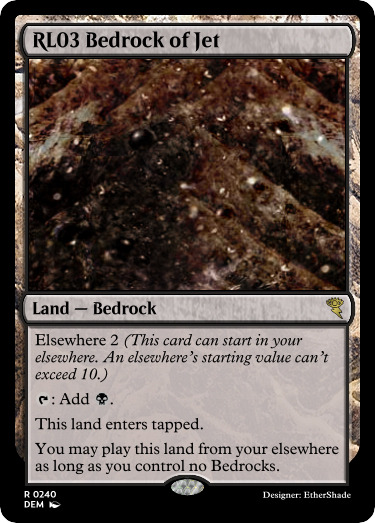 RL03 Bedrock of Jet
Land — Bedrock
Elsewhere 2 (This card can start in your
elsewhere. An elsewhere's starting value can't
exceed 10.)
: Add .
This land enters tapped.
You may play this land from your elsewhere
as long as you control no Bedrocks.
R 0240
DEM
Designer: EtherShade